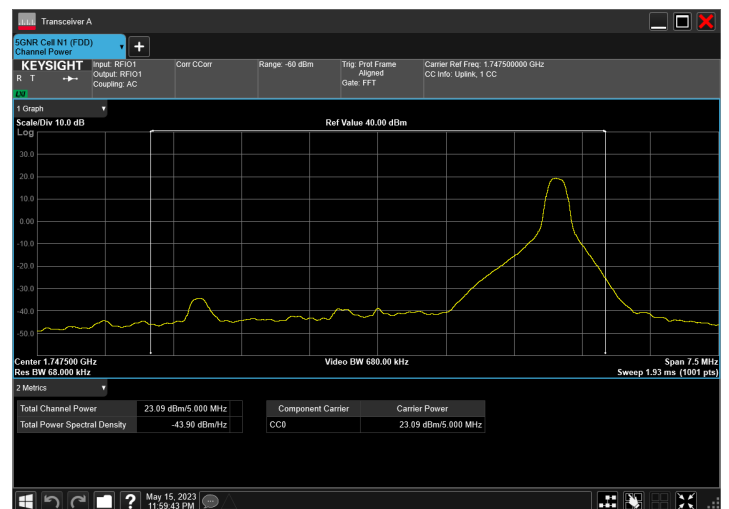 Transceiver A
5GNR Cell N1 (FDD)
Channel Power
KEYSIGHT
R T
LXI
Input: RFIO1
Output: RFIO1
Coupling: AC
Corr CCorr
Range: -60 dBm
Trig: Prot Frame
Aligned
Gate: FFT
Carrier Ref Freq: 1.747500000 GHz
CC Info: Uplink, 1 CC
1 Graph
Scale/Div 10.0 dB
Ref Value 40.00 dBm
Log
30.0
20.0
10.0
0.00
-10.0
-20.0
-30.0
-40.0
-50.0
Center 1.747500 GHz
Video BW 680.00 kHz
Span 7.5 MHz
Res BW 68.000 kHz
Sweep 1.93 ms (1001 pts)
2 Metrics
Total Channel Power 23.09 dBm/5.000 MHz
Total Power Spectral Density -43.90 dBm/Hz
Component Carrier Carrier Power
CC0 23.09 dBm/5.000 MHz
?
May 15, 2023
11:59:43 PM